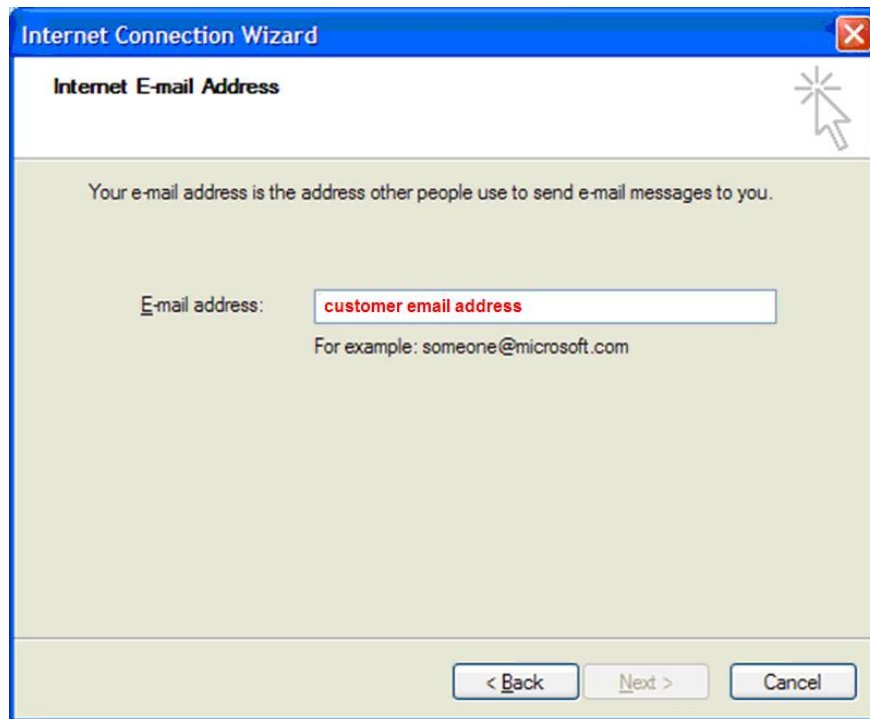 Internet Connection Wizard
Internet E-mail Address
Your e-mail address is the address other people use to send e-mail messages to you.
E-mail address: customer email address
For example: someone@microsoft.com
< Back Next > Cancel